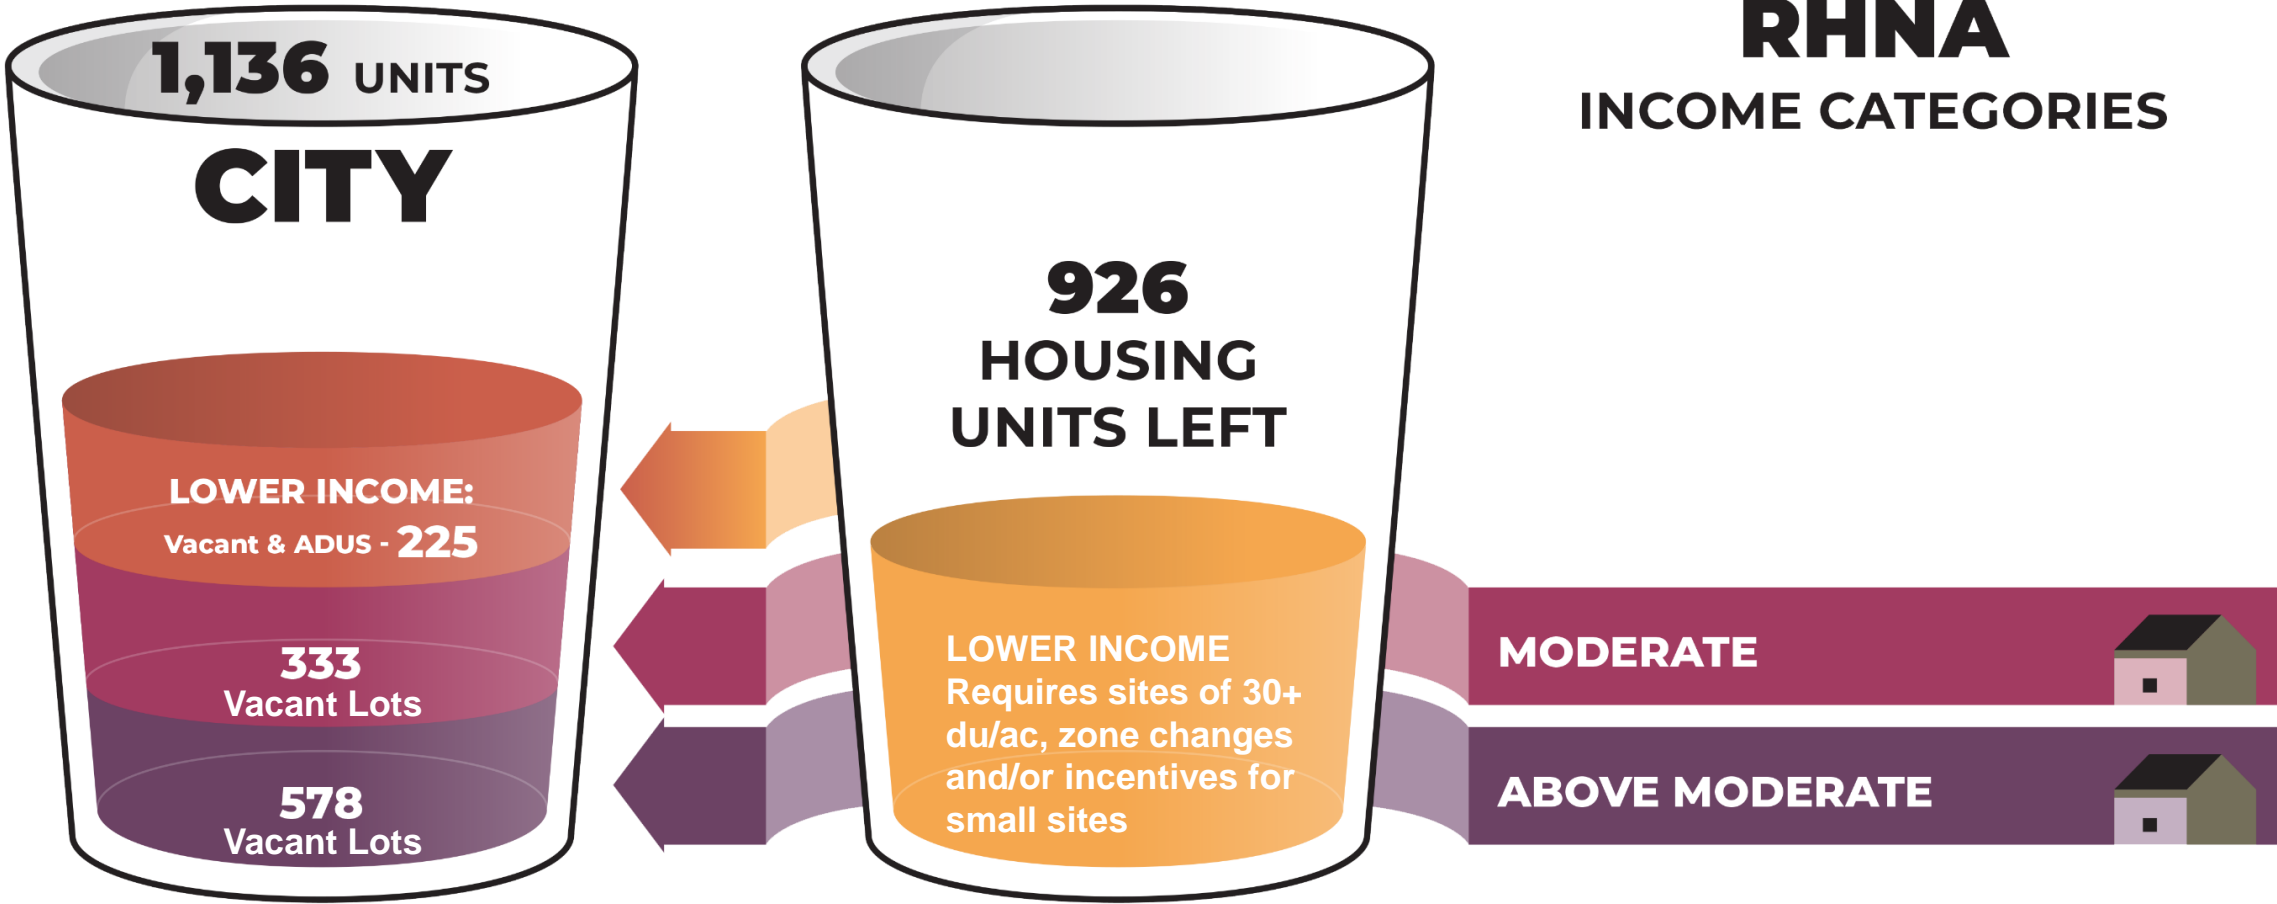 1,136 UNITS
CITY
LOWER INCOME:
Vacant & ADUS - 225
333
Vacant Lots
578
Vacant Lots
926
HOUSING
UNITS LEFT
LOWER INCOME
Requires sites of 30+
du/ac, zone changes
and/or incentives for
small sites
RHNA
INCOME CATEGORIES
MODERATE
ABOVE MODERATE